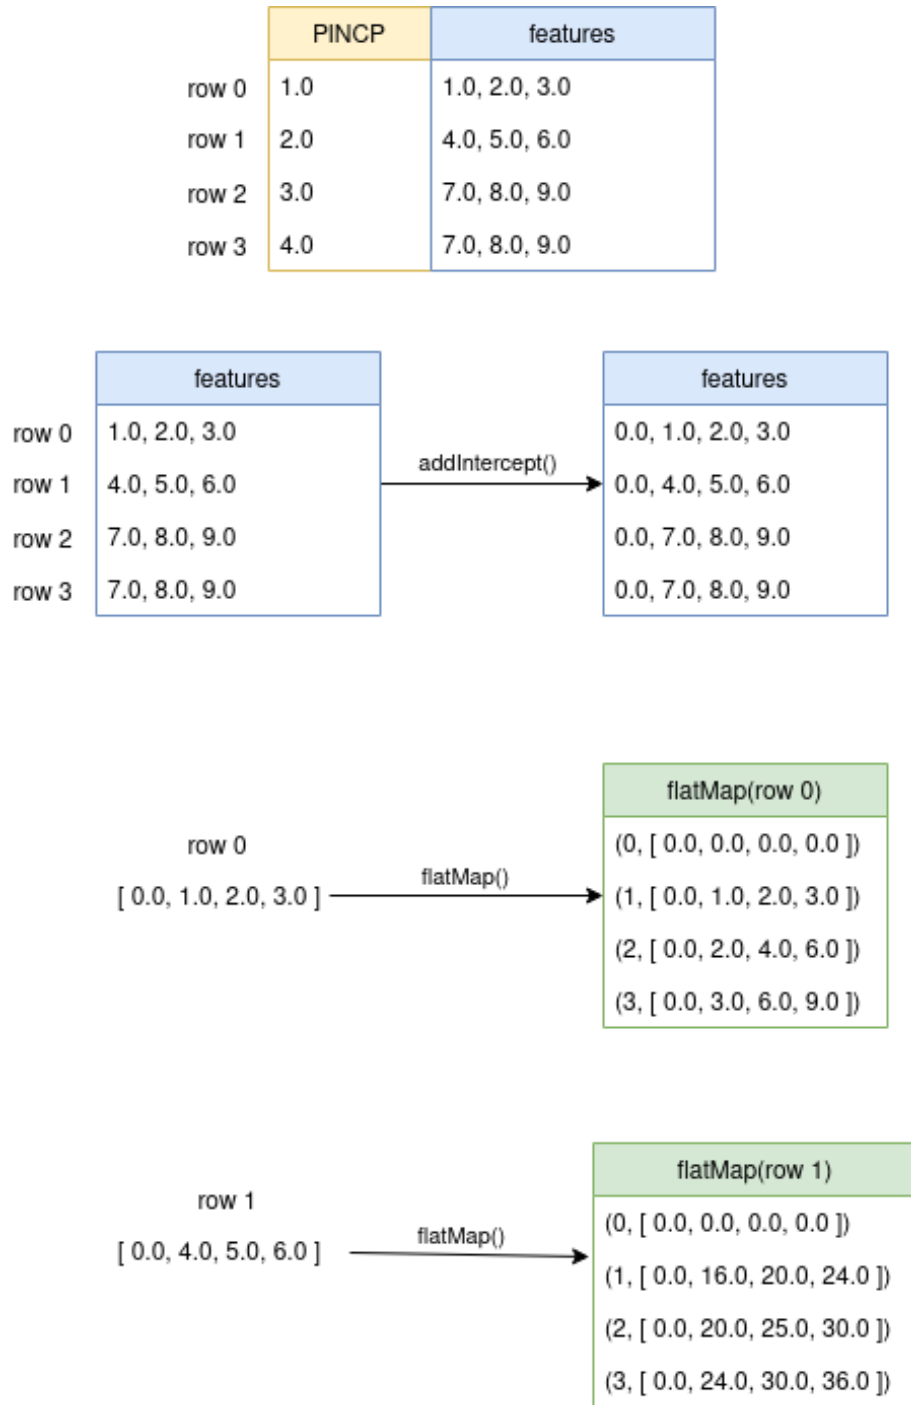 PINCP features
row 0 1.0 1.0, 2.0, 3.0
row 1 2.0 4.0, 5.0, 6.0
row 2 3.0 7.0, 8.0, 9.0
row 3 4.0 7.0, 8.0, 9.0
features features
row 0 1.0, 2.0, 3.0 0.0, 1.0, 2.0, 3.0
addIntercept()
row 1 4.0, 5.0, 6.0 0.0, 4.0, 5.0, 6.0
row 2 7.0, 8.0, 9.0 0.0, 7.0, 8.0, 9.0
row 3 7.0, 8.0, 9.0 0.0, 7.0, 8.0, 9.0
flatMap(row 0)
row 0 (0, [ 0.0, 0.0, 0.0, 0.0 ])
flatMap()
[ 0.0, 1.0, 2.0, 3.0 ] (1, [ 0.0, 1.0, 2.0, 3.0 ])
(2, [ 0.0, 2.0, 4.0, 6.0 ])
(3, [ 0.0, 3.0, 6.0, 9.0 ])
flatMap(row 1)
row 1
(0, [ 0.0, 0.0, 0.0, 0.0 ])
flatMap()
[ 0.0, 4.0, 5.0, 6.0 ]
(1, [ 0.0, 16.0, 20.0, 24.0 ])
(2, [ 0.0, 20.0, 25.0, 30.0 ])
(3, [ 0.0, 24.0, 30.0, 36.0 ])